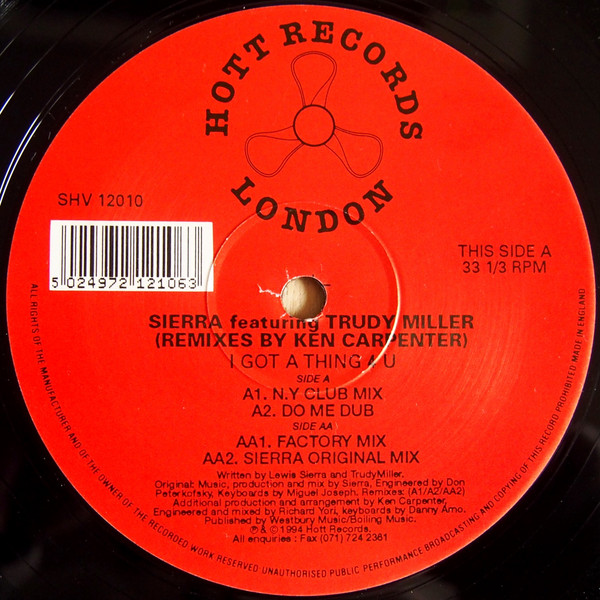 HOTT RECORDS
LONDON
SHV 12010
5 024972 121063
THIS SIDE A
33 1/3 RPM
SIERRA featuring TRUDY MILLER
(REMIXES BY KEN CARPENTER)
I GOT A THING 4 U
SIDE A
A1. N.Y CLUB MIX
A2. DO ME DUB
SIDE AA
AA1. FACTORY MIX
AA2. SIERRA ORIGINAL MIX
Written by Lewis Sierra and TrudyMiller.
Original: Music, production and mix by Sierra, Engineered by Don
Peterkofsky, Keyboards by Miguel Joseph. Remixes: (A1/A2/AA2)
Additional production and arrangement by Ken Carpenter,
Engineered and mixed by Richard Yori, keyboards by Danny Amo.
Published by Westbury Music/Boiling Music.
℗ & © 1994 Hott Records.
All enquiries : Fax (071) 724 2361
ALL RIGHTS OF THE MANUFACTURER AND OF THE OWNER OF THE RECORDED WORK RESERVED UNAUTHORISED PUBLIC PERFORMANCE BROADCASTING AND COPYING OF THIS RECORD PROHIBITED. MADE IN ENGLAND